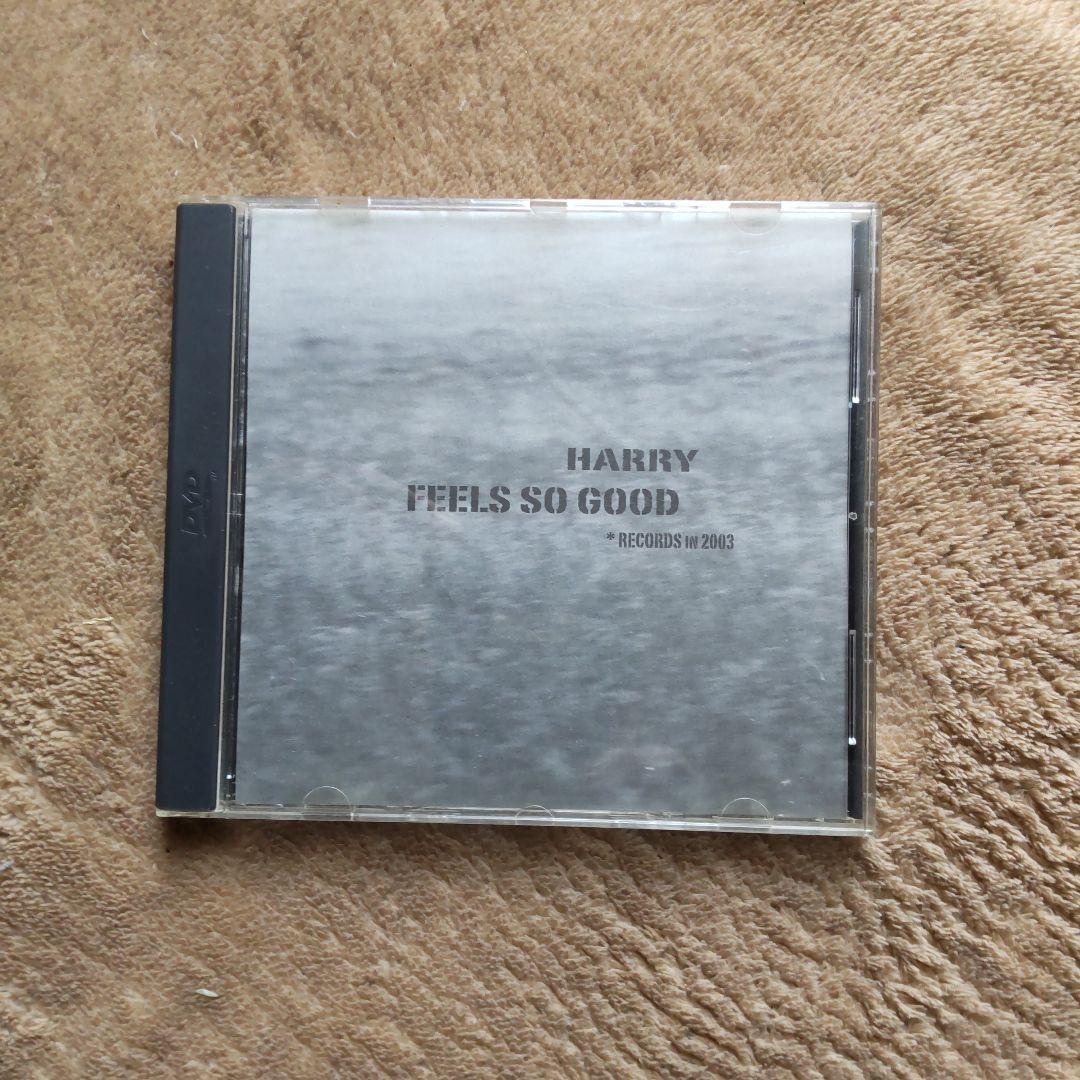 HARRY
FEELS SO GOOD
* RECORDS IN 2003
DVD